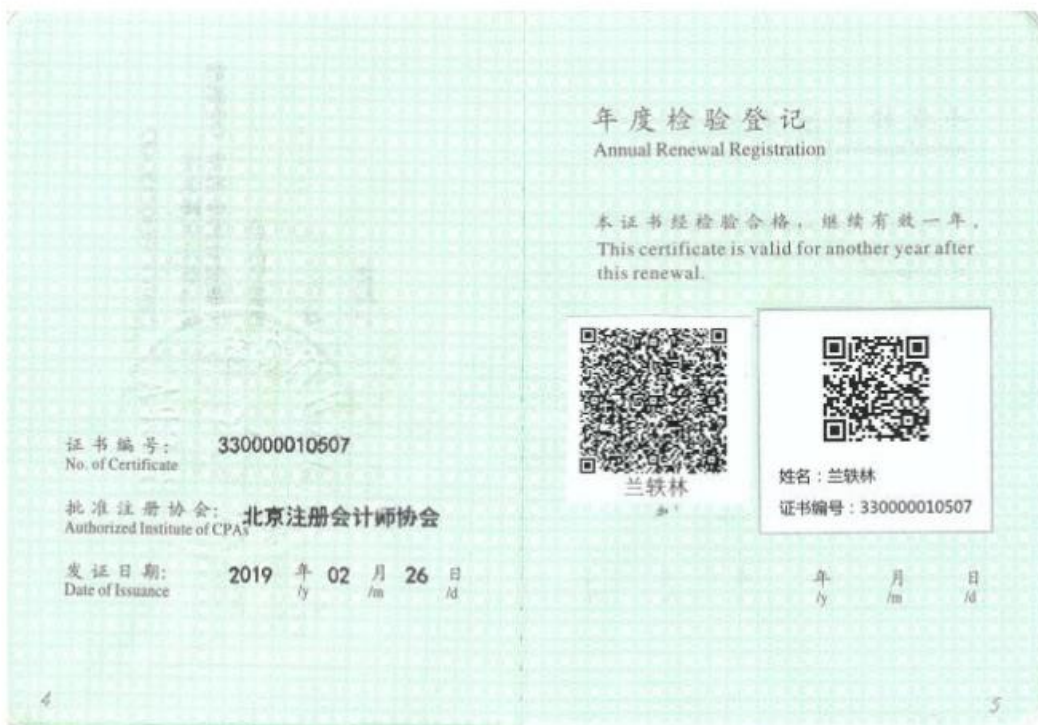 证书编号: 330000010507
No. of Certificate
批准注册协会: 北京注册会计师协会
Authorized Institute of CPAs
发证日期: 2019 年 02 月 26 日
Date of Issuance /y /m /d
4
年度检验登记
Annual Renewal Registration
本证书经检验合格，继续有效一年。
This certificate is valid for another year after
this renewal.
兰轶林
姓名：兰轶林
证书编号：330000010507
年 月 日
/y /m /d
5